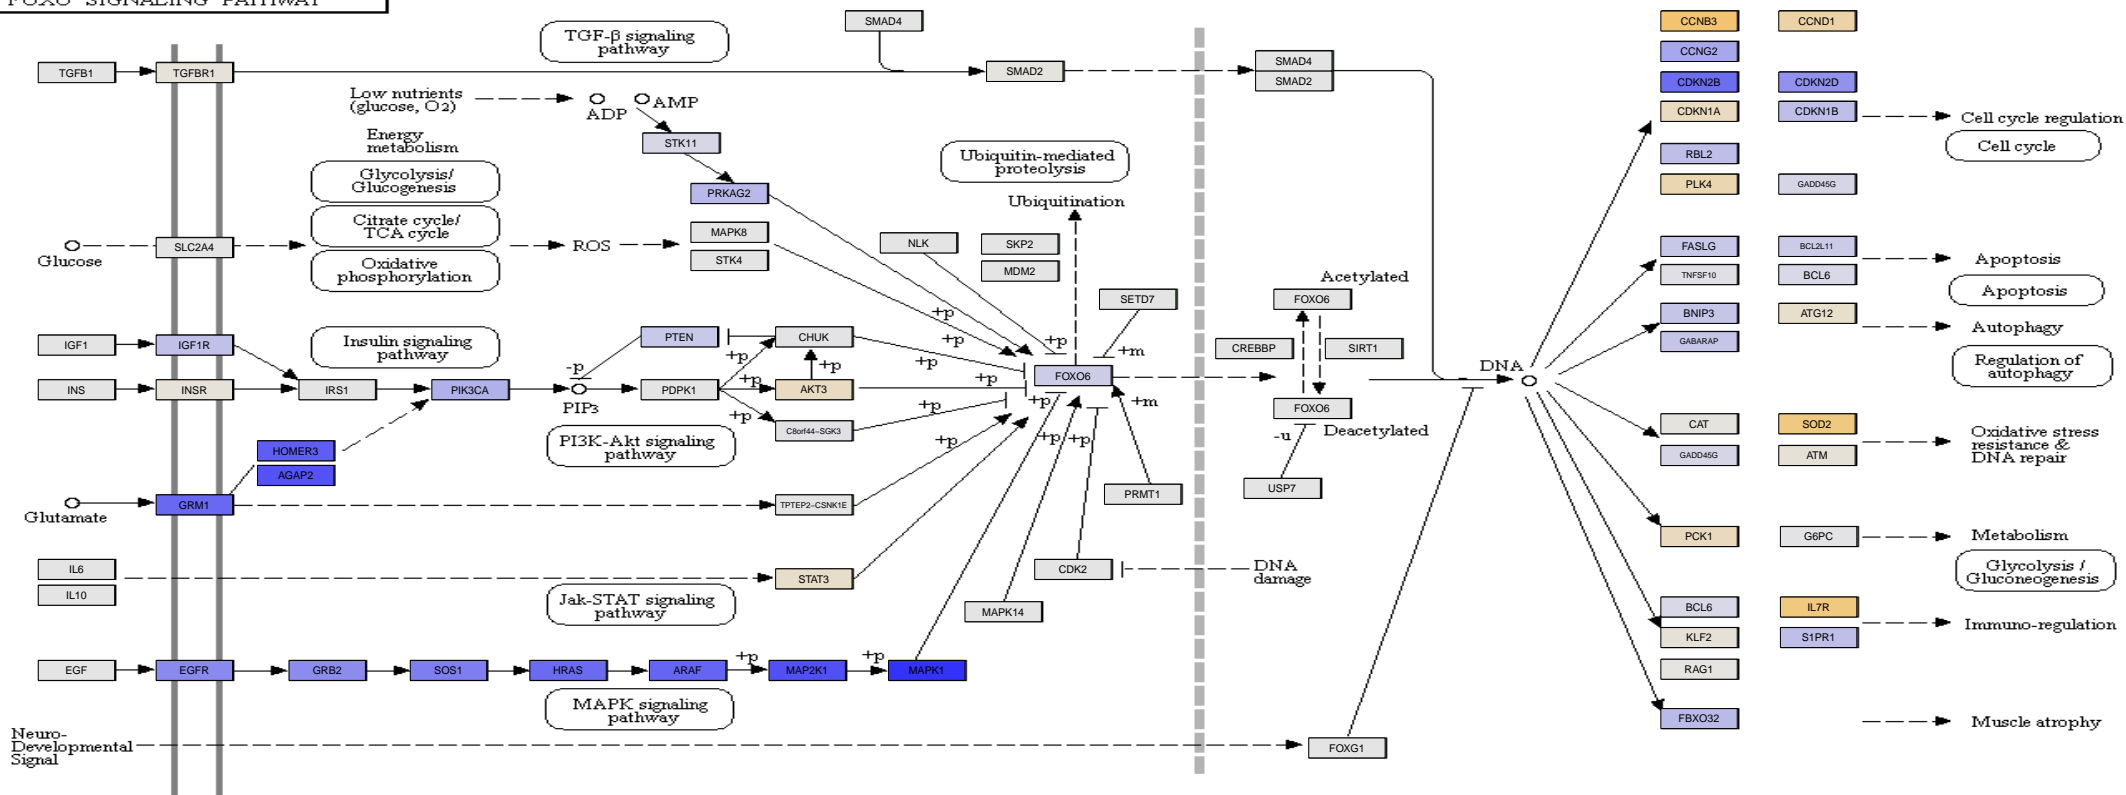 FOXO SIGNALING PATHWAY
SMAD4
TGF-β signaling
pathway
TGFB1
TGFBR1
SMAD2
SMAD4
SMAD2
Low nutrients
(glucose, O2)
ADP
AMP
Energy
metabolism
STK11
Glycolysis/
Glucogenesis
PRKAG2
Ubiquitin-mediated
proteolysis
Ubiquitination
Citrate cycle/
TCA cycle
Glucose
SLC2A4
ROS
MAPK8
STK4
NLK
SKP2
MDM2
Oxidative
phosphorylation
SETD7
Acetylated
FOXO6
+p
+p
+m
IGF1
IGF1R
Insulin signaling
pathway
PTEN
CHUK
+p
+p
CREBBP
SIRT1
INS
INSR
IRS1
PIK3CA
-p
PIP3
PDPK1
+p
AKT3
+p
FOXO6
+m
DNA
+p
C8orf44-SGK3
+p
+p
+p
+p
+p
FOXO6
Deacetylated
-u
PI3K-Akt signaling
pathway
HOMER3
AGAP2
Glutamate
GRM1
TPTEP2-CSNK1E
PRMT1
USP7
IL6
IL10
STAT3
CDK2
DNA
damage
Jak-STAT signaling
pathway
MAPK14
EGF
EGFR
GRB2
SOS1
HRAS
ARAF
+p
MAP2K1
+p
MAPK1
MAPK signaling
pathway
Neuro-
Developmental
Signal
FOXG1
CCNB3
CCND1
CCNG2
CDKN2B
CDKN2D
CDKN1A
CDKN1B
Cell cycle regulation
Cell cycle
RBL2
PLK4
GADD45G
FASLG
BCL2L11
TNFSF10
BCL6
Apoptosis
Apoptosis
BNIP3
ATG12
GABARAP
Autophagy
Regulation of
autophagy
CAT
SOD2
GADD45G
ATM
Oxidative stress
resistance &
DNA repair
PCK1
G6PC
Metabolism
Glycolysis /
Gluconeogenesis
BCL6
IL7R
KLF2
S1PR1
Immuno-regulation
RAG1
FBXO32
Muscle atrophy